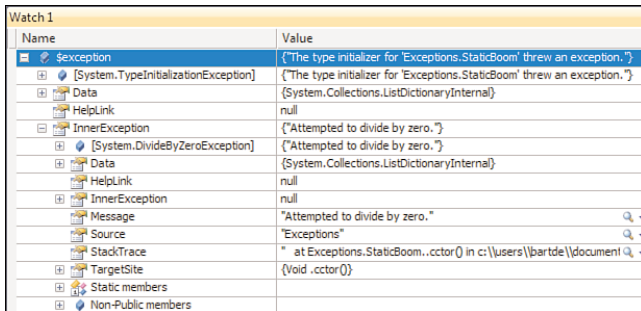 Watch 1
Name Value
$exception {"The type initializer for 'Exceptions.StaticBoom' threw an exception."}
[System.TypeInitializationException] {"The type initializer for 'Exceptions.StaticBoom' threw an exception."}
Data {System.Collections.ListDictionaryInternal}
HelpLink null
InnerException {"Attempted to divide by zero."}
[System.DivideByZeroException] {"Attempted to divide by zero."}
Data {System.Collections.ListDictionaryInternal}
HelpLink null
InnerException null
Message "Attempted to divide by zero."
Source "Exceptions"
StackTrace " at Exceptions.StaticBoom..cctor() in c:\\users\\bartde\\document
TargetSite {Void .cctor()}
Static members
Non-Public members